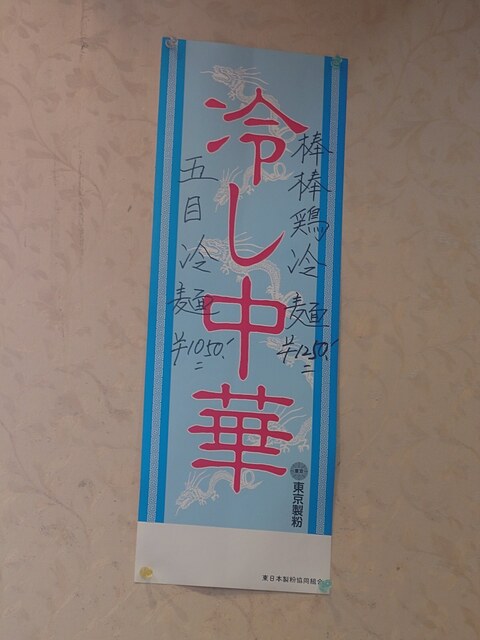 棒棒鶏冷麺
¥1250.-
冷し中華
五目冷麺
¥1050.-
東京製粉
東日本製粉協同組合